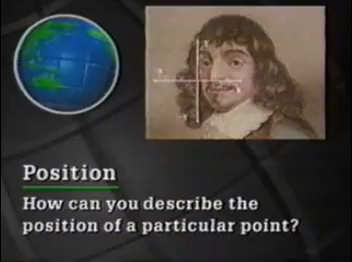 Position
How can you describe the
position of a particular point?